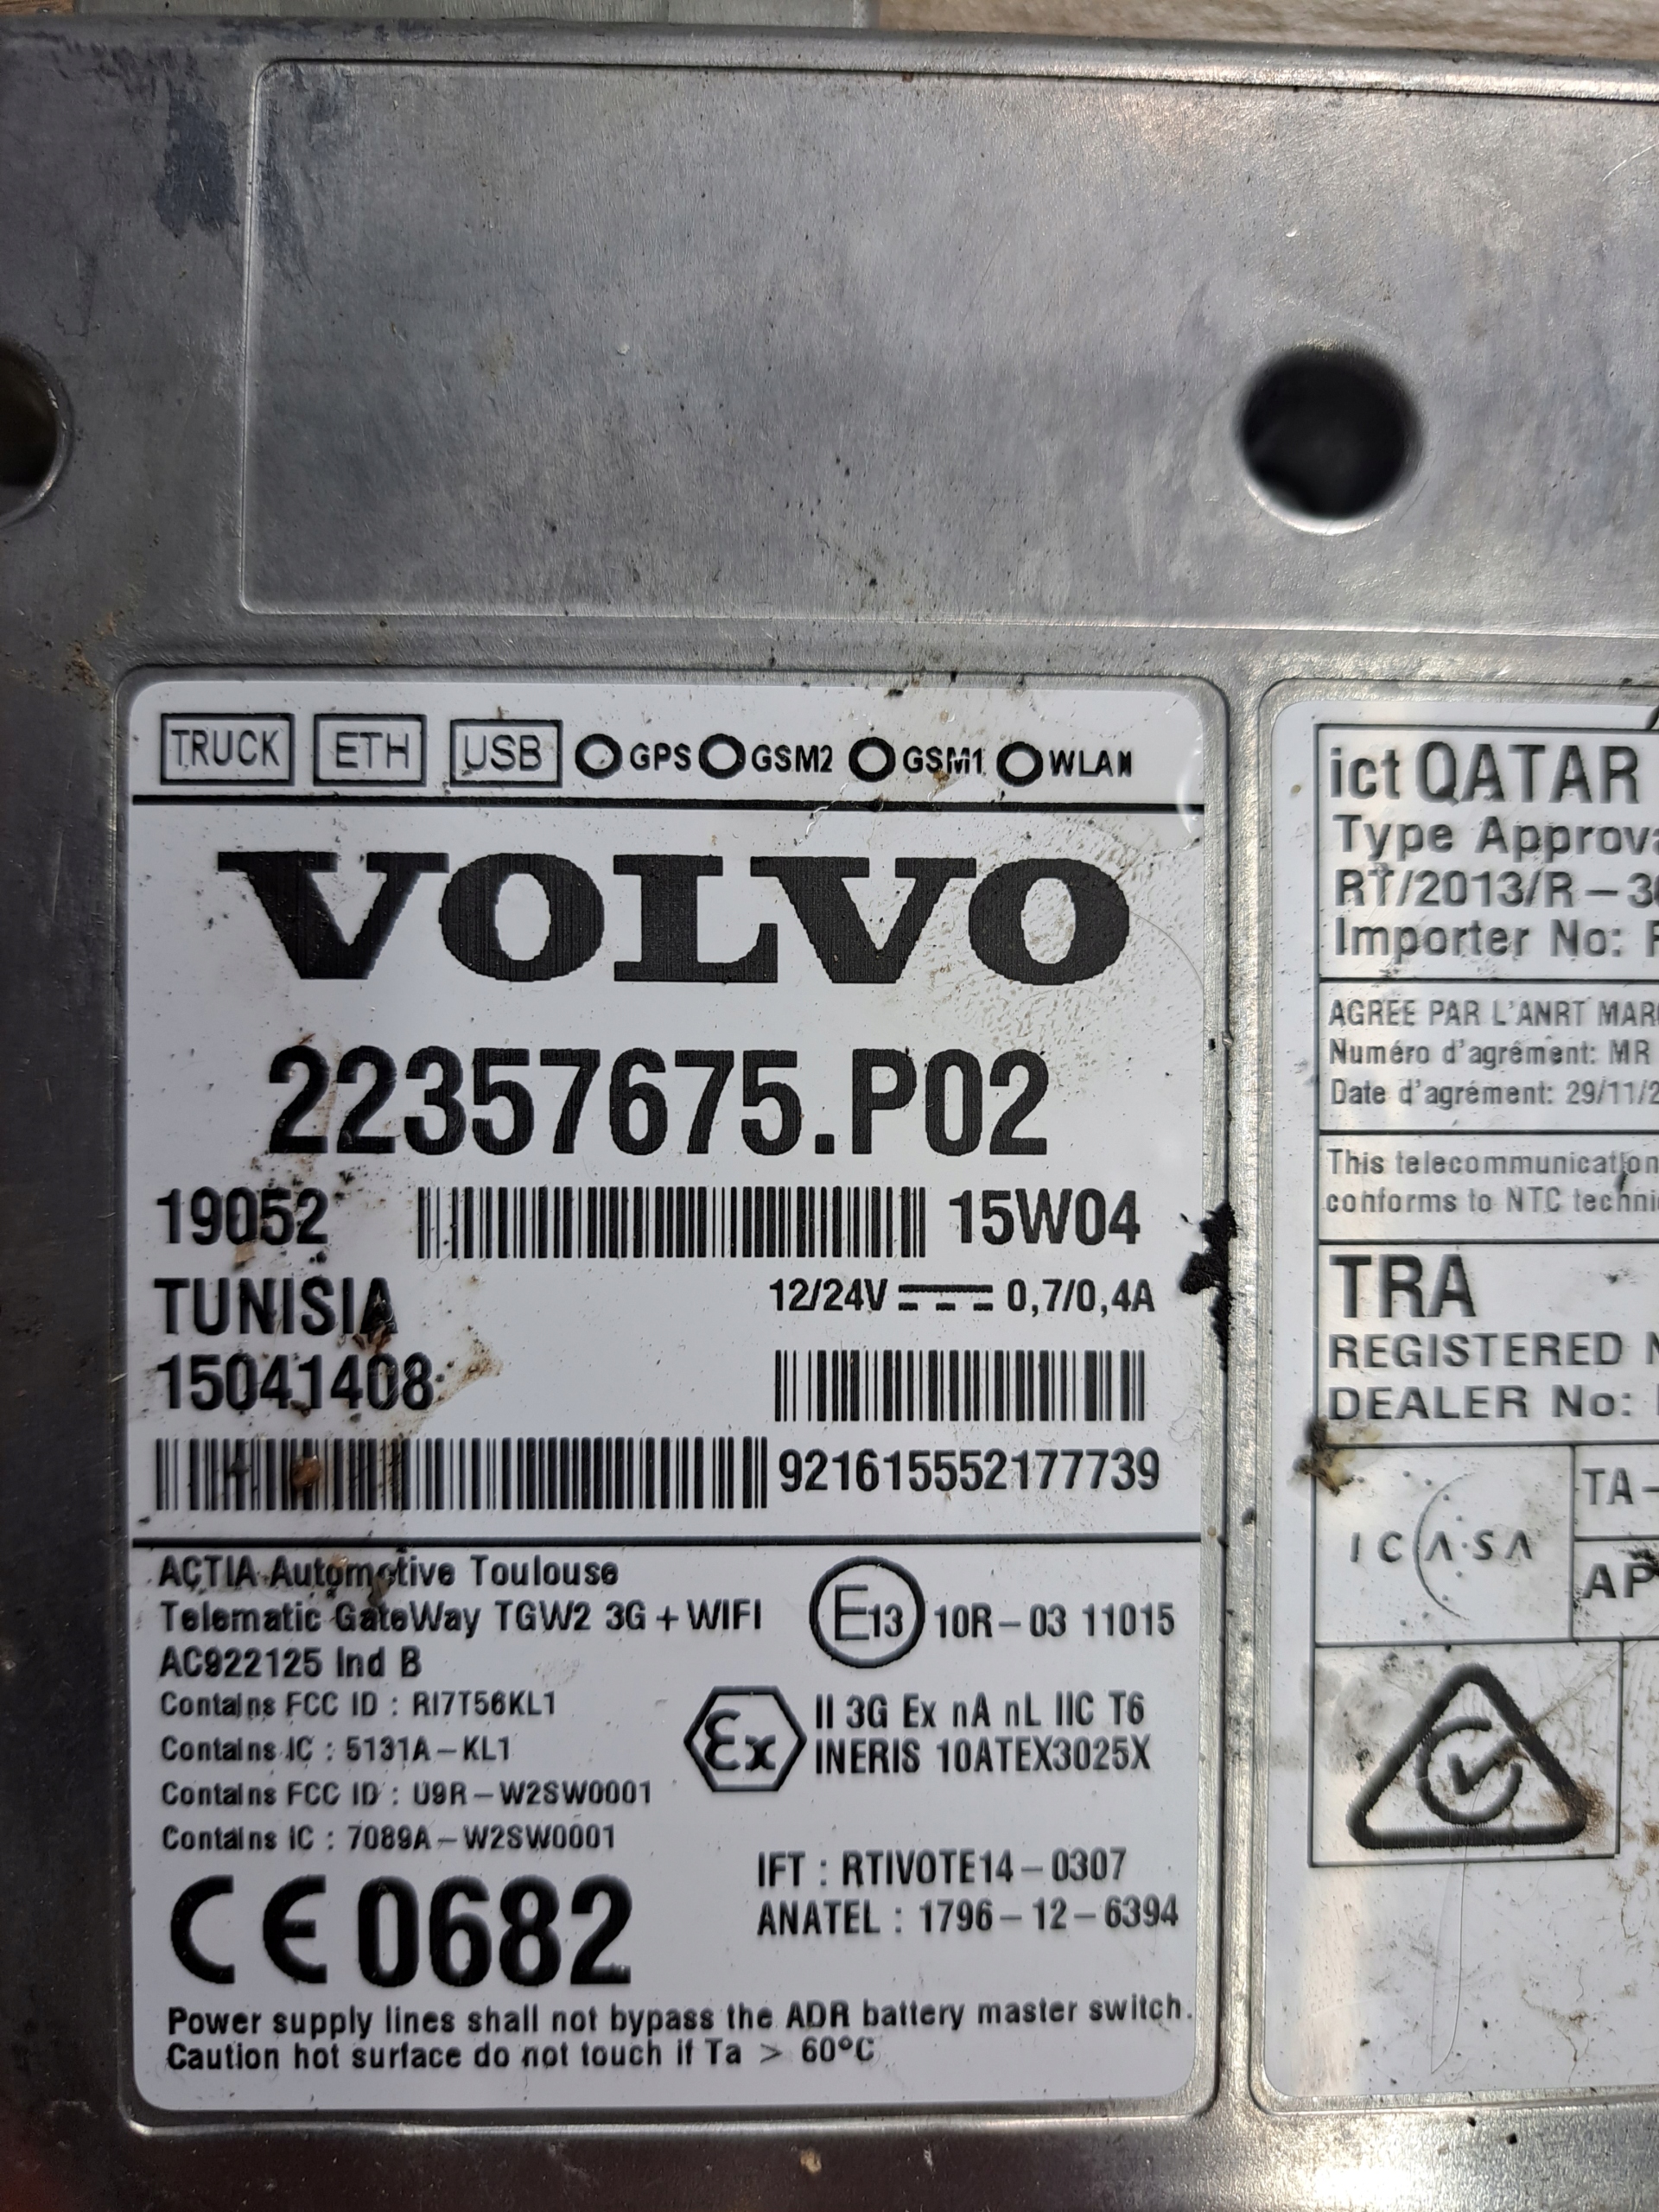 TRUCK ETH USB GPS GSM2 GSM1 WLAN
VOLVO
22357675.P02
19052 15W04
TUNISIA 12/24V 0,7/0,4A
15041408
921615552177739
ACTIA Automotive Toulouse
Telematic GateWay TGW2 3G + WIFI
AC922125 Ind B
Contains FCC ID : RI7T56KL1
Contains IC : 5131A-KL1
Contains FCC ID : U9R-W2SW0001
Contains IC : 7089A-W2SW0001
E13 10R-03 11015
Ex II 3G Ex nA nL IIC T6
INERIS 10ATEX3025X
IFT : RTIVOTE14-0307
ANATEL : 1796-12-6394
CE 0682
Power supply lines shall not bypass the ADR battery master switch.
Caution hot surface do not touch if Ta > 60°C
ict QATAR
Type
RT/2013/R-
Importer No:
AGREE PAR L'ANRT
Numéro d'agrément: MR
Date d'agrément: 29/11/
This telecommunication
conforms to NTC
TRA
REGISTERED
DEALER No:
ICASA
TA-
AP